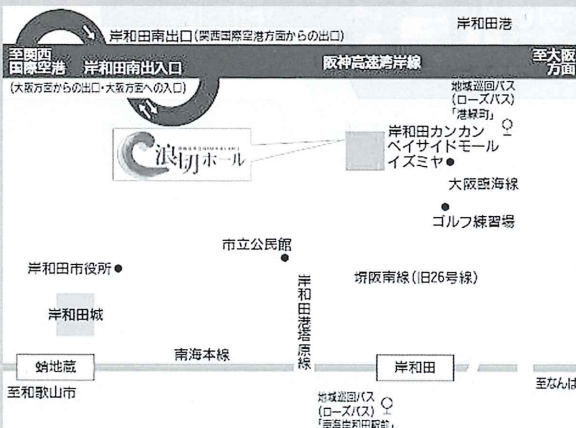 岸和田港
岸和田南出口(関西国際空港方面からの出口)
至関西
国際空港
岸和田南出入口
阪神高速湾岸線
至大阪
方面
(大阪方面からの出口・大阪方面への入口)
地域巡回バス
(ローズバス)
「港緑町」
浪切ホール
岸和田カンカン
ベイサイドモール
イズミヤ
大阪臨海線
ゴルフ練習場
市立公民館
岸和田市役所
岸和田港塔原線
堺阪南線(旧26号線)
岸和田城
南海本線
蛸地蔵
岸和田
至和歌山市
至なんば
地域巡回バス
(ローズバス)
「南海岸和田駅前」